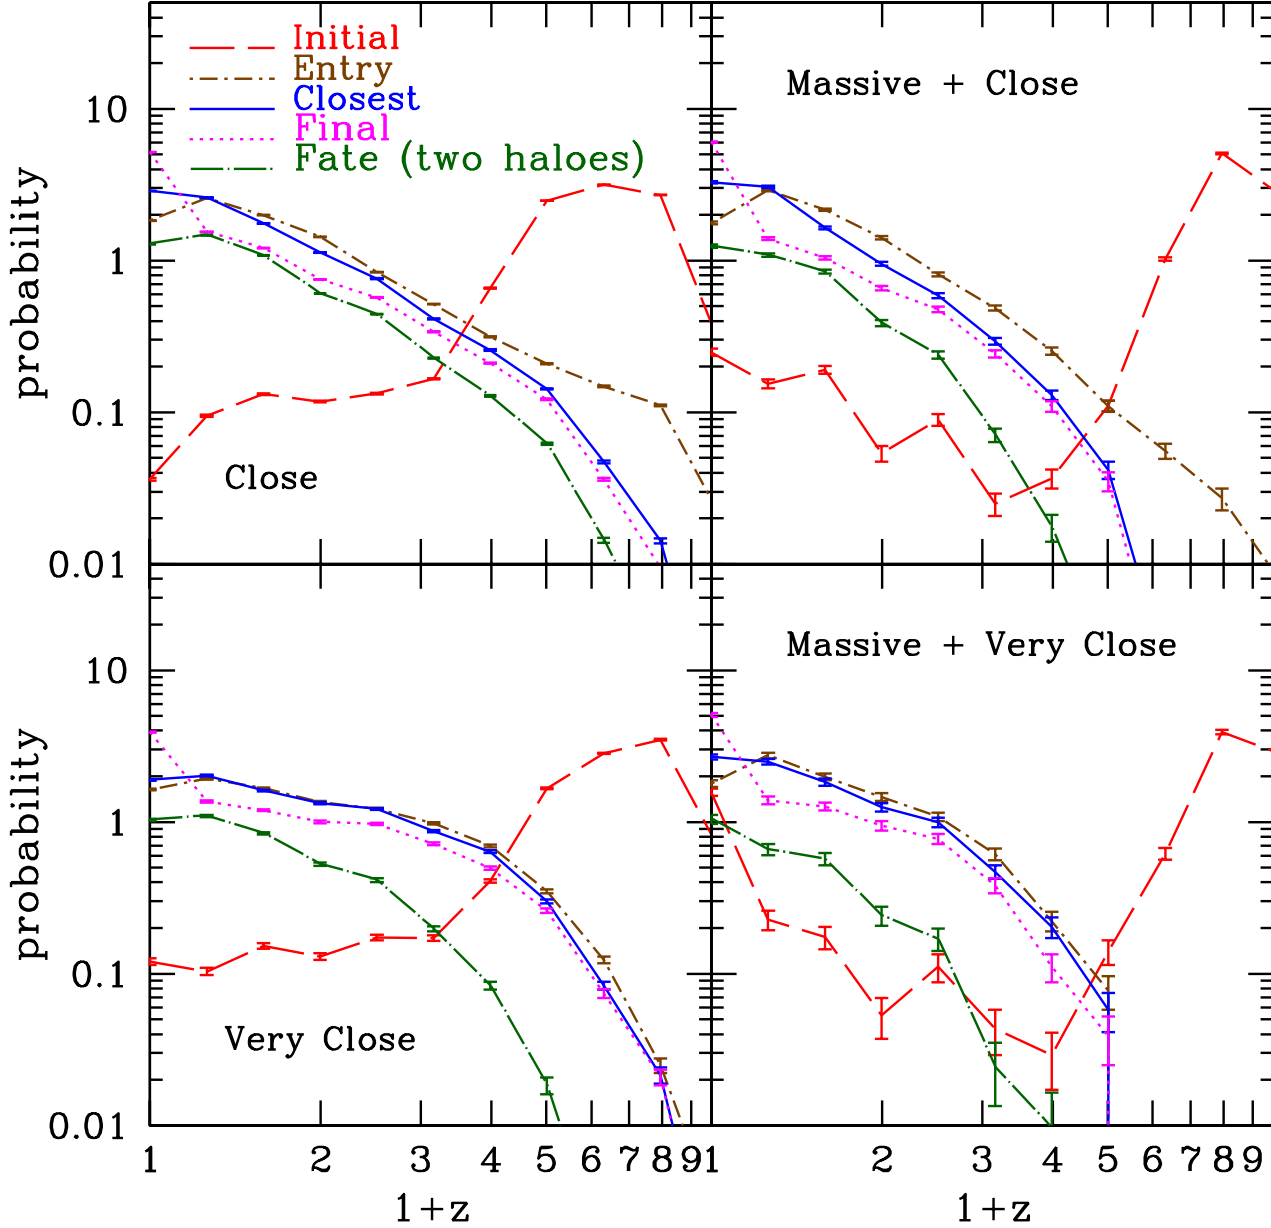 Initial
Entry
Closest
Final
Fate (two haloes)
Massive + Close
10
1
0.1
0.01
probability
Close
Massive + Very Close
10
1
0.1
0.01
probability
Very Close
1 2 3 4 5 6 7 8 9 1 2 3 4 5 6 7 8 9
1+z 1+z